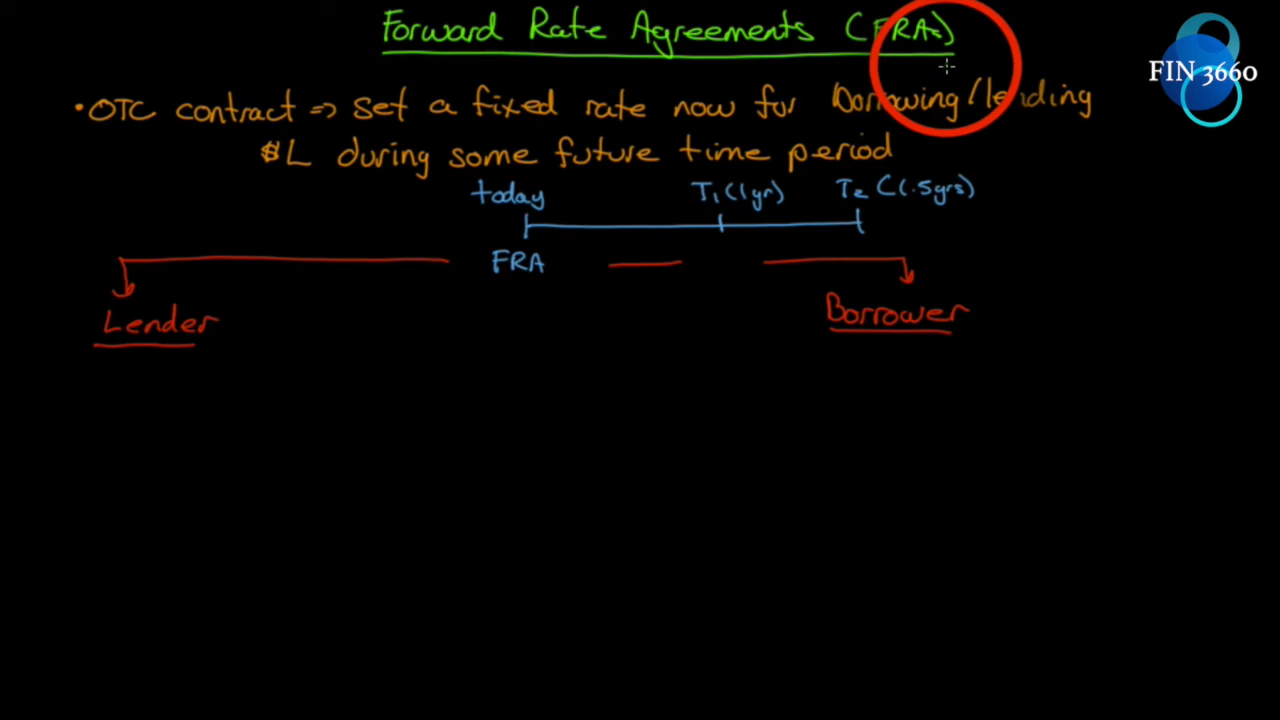 Forward Rate Agreements (FRAs)
FIN 3660
• OTC contract => set a fixed rate now for borrowing/lending
$L during some future time period
today T₁ (1yr) T₂ (1.5yrs)
FRA
Lender Borrower